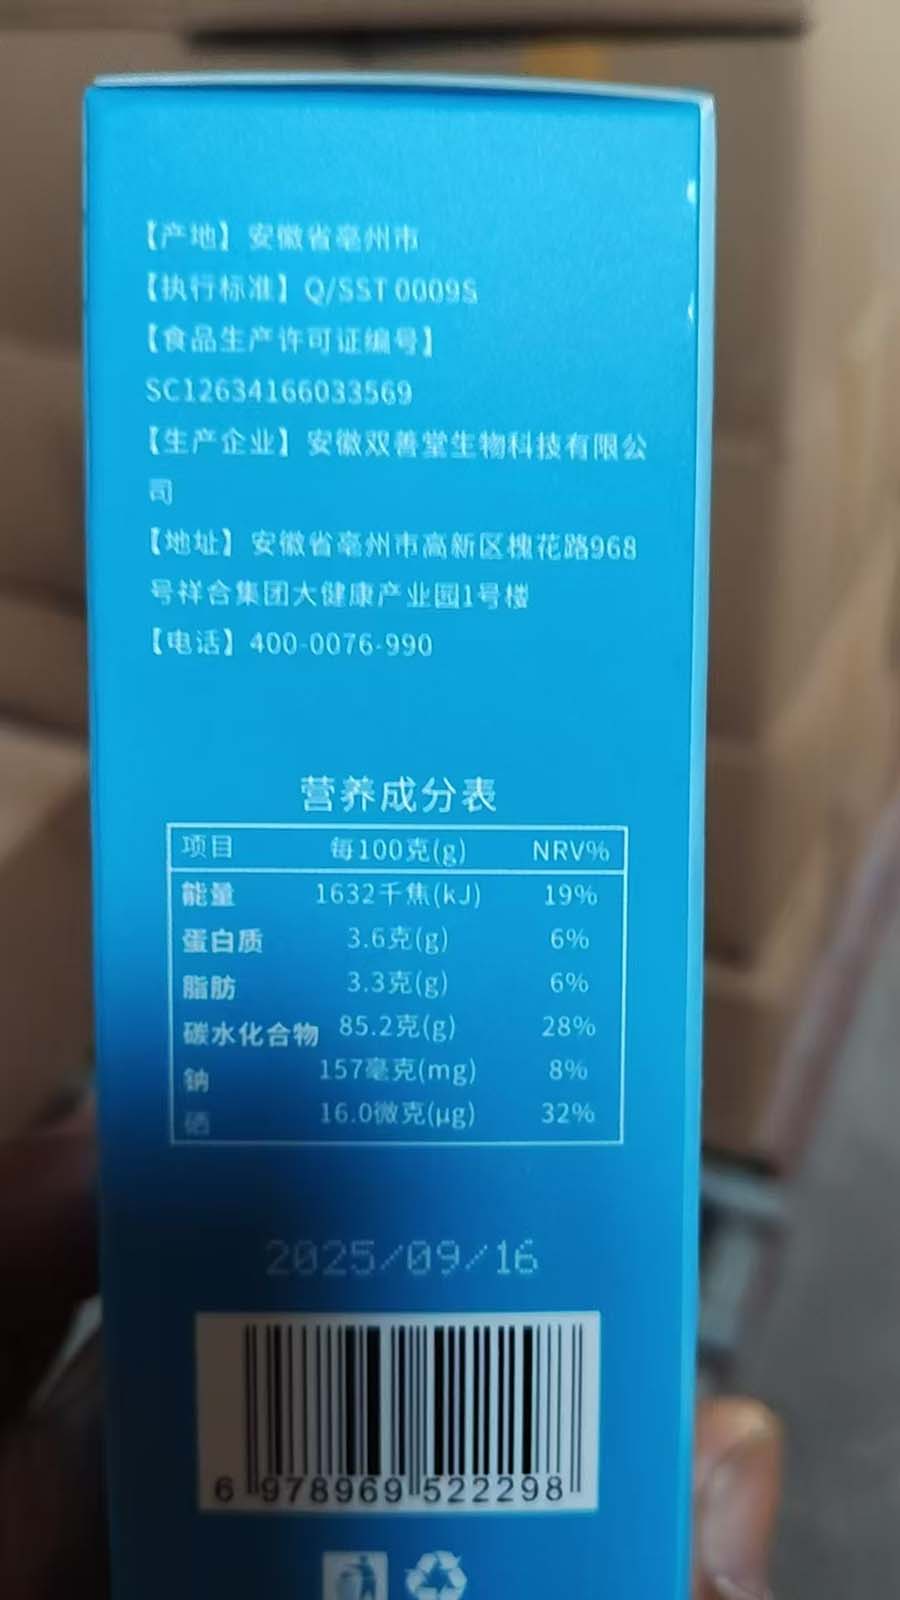 【产地】安徽省亳州市
【执行标准】Q/SST 0009S
【食品生产许可证编号】
SC12634166033569
【生产企业】安徽双善堂生物科技有限公
司
【地址】安徽省亳州市高新区槐花路968
号祥合集团大健康产业园1号楼
【电话】400-0076-990
营养成分表
项目 每100克(g) NRV%
能量 1632千焦(kJ) 19%
蛋白质 3.6克(g) 6%
脂肪 3.3克(g) 6%
碳水化合物 85.2克(g) 28%
钠 157毫克(mg) 8%
硒 16.0微克(μg) 32%
2025/09/16
6 978969 522298